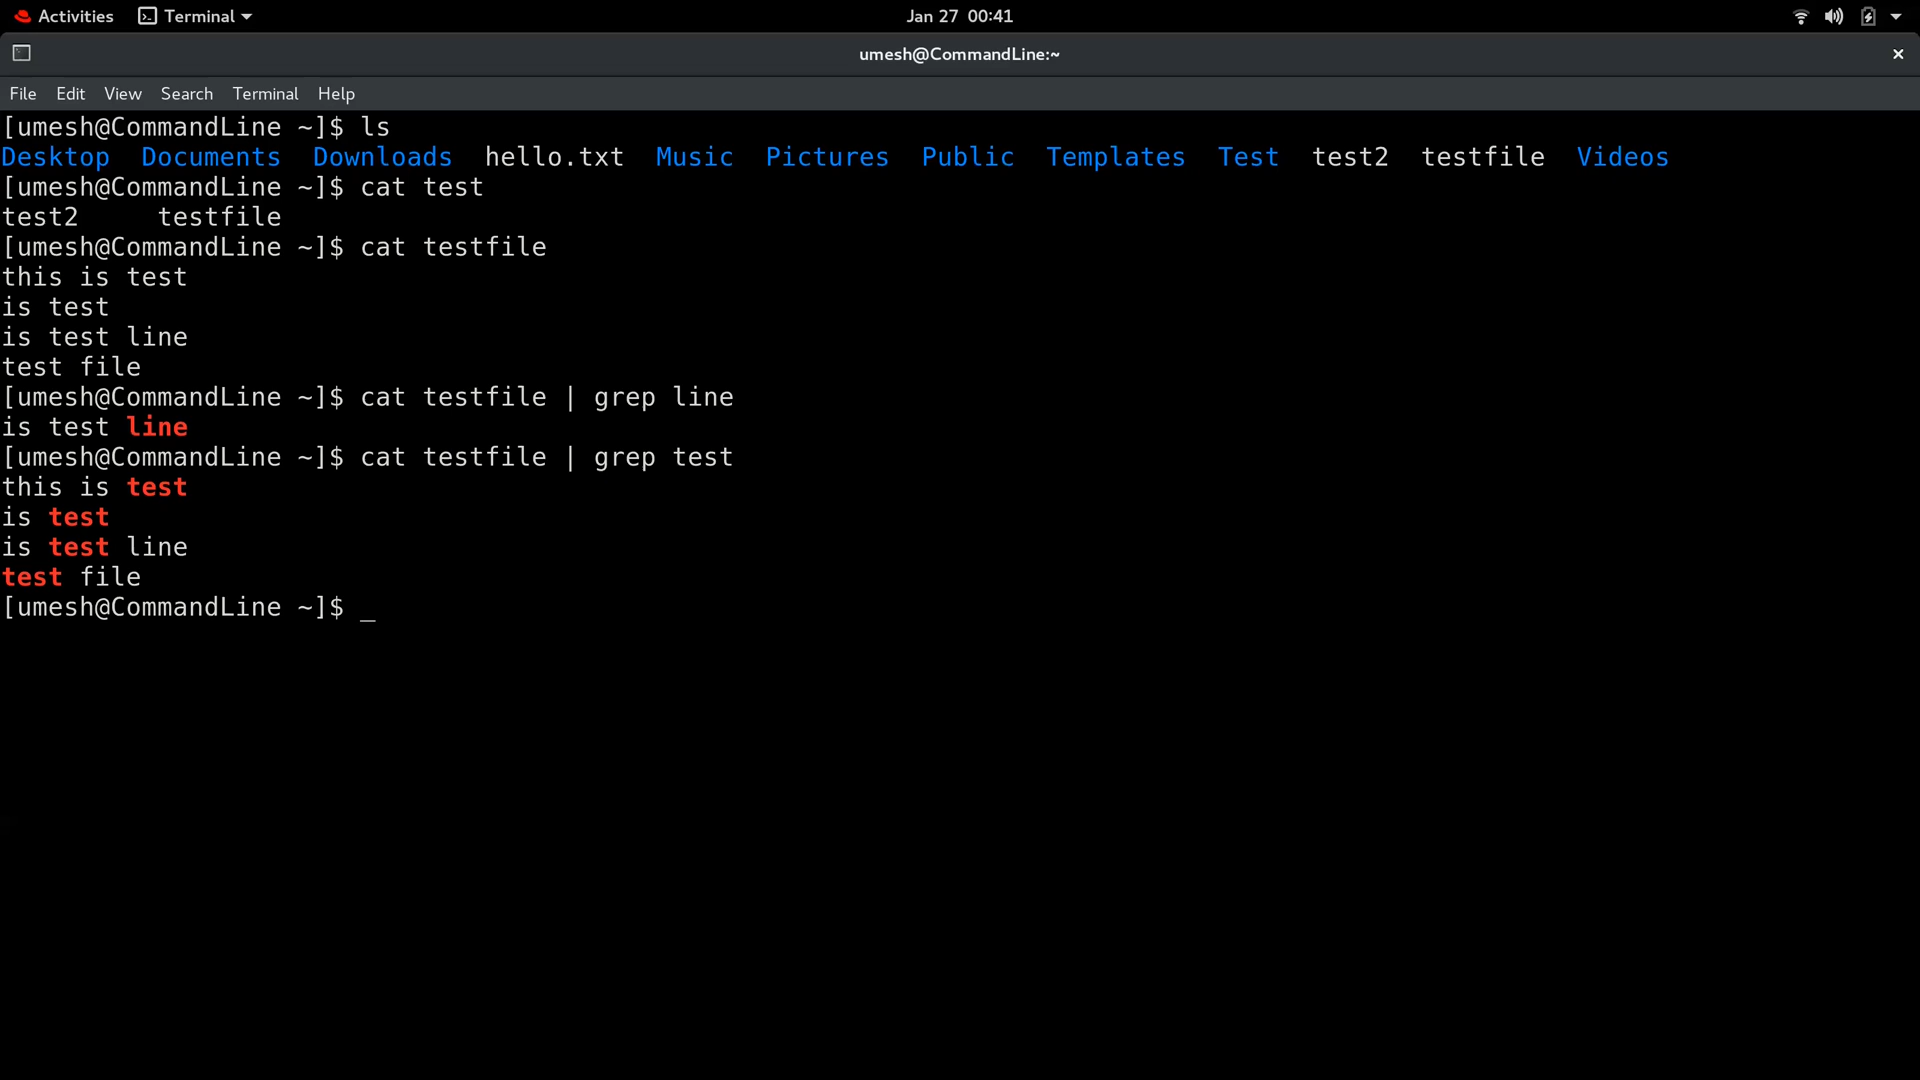 Activities Terminal Jan 27 00:41
umesh@CommandLine:~
File Edit View Search Terminal Help
[umesh@CommandLine ~]$ ls
Desktop Documents Downloads hello.txt Music Pictures Public Templates Test test2 testfile Videos
[umesh@CommandLine ~]$ cat test
test2 testfile
[umesh@CommandLine ~]$ cat testfile
this is test
is test
is test line
test file
[umesh@CommandLine ~]$ cat testfile | grep line
is test line
[umesh@CommandLine ~]$ cat testfile | grep test
this is test
is test
is test line
test file
[umesh@CommandLine ~]$ _